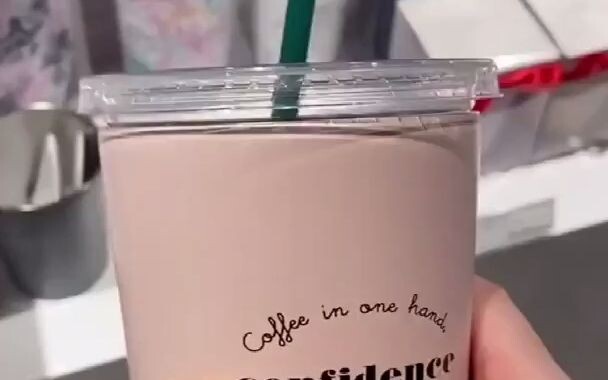 Coffee in one hand,
Confidence